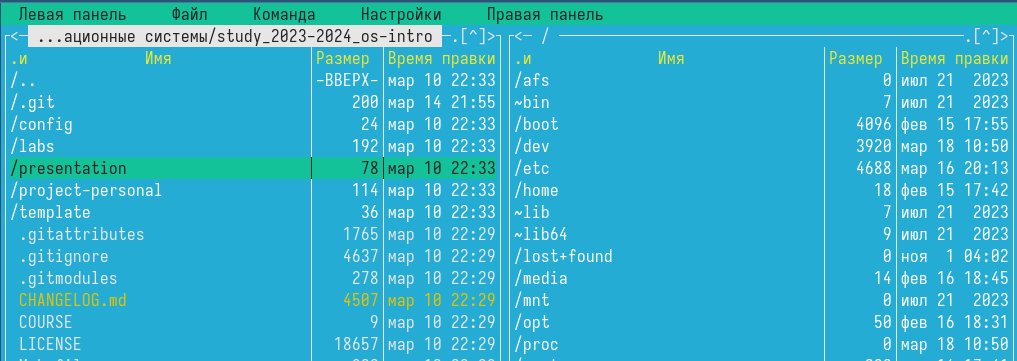 Левая панель Файл Команда Настройки Правая панель
<─ ...ационные системы/study_2023-2024_os-intro ─.[^]>
.и Имя Размер Время правки
/.. -ВВЕРХ- мар 10 22:33
/.git 200 мар 14 21:55
/config 24 мар 10 22:33
/labs 192 мар 10 22:33
/presentation 78 мар 10 22:33
/project-personal 114 мар 10 22:33
/template 36 мар 10 22:33
.gitattributes 1765 мар 10 22:29
.gitignore 4637 мар 10 22:29
.gitmodules 278 мар 10 22:29
CHANGELOG.md 4507 мар 10 22:29
COURSE 9 мар 10 22:29
LICENSE 18657 мар 10 22:29
<─ / .[^]>
.и Имя Размер Время правки
/afs 0 июл 21 2023
~bin 7 июл 21 2023
/boot 4096 фев 15 17:55
/dev 3920 мар 18 10:50
/etc 4688 мар 16 20:13
/home 18 фев 15 17:42
~lib 7 июл 21 2023
~lib64 9 июл 21 2023
/lost+found 0 ноя 1 04:02
/media 14 фев 16 18:45
/mnt 0 июл 21 2023
/opt 50 фев 16 18:31
/proc 0 мар 18 10:50